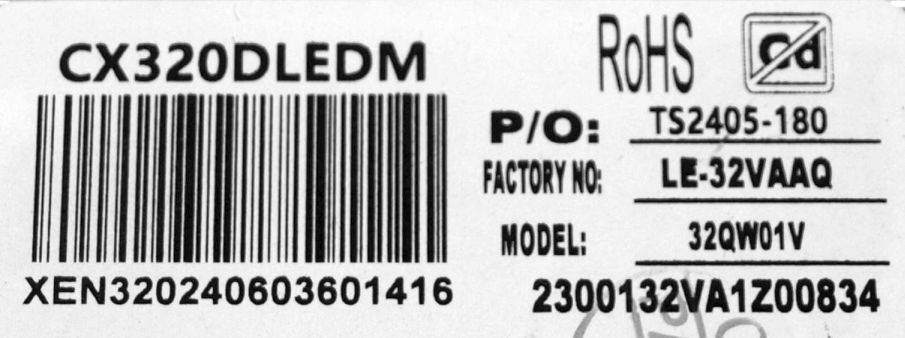 CX320DLEDM
XEN320240603601416
RoHS
Cd
P/O: TS2405-180
FACTORY NO: LE-32VAAQ
MODEL: 32QW01V
2300132VA1Z00834